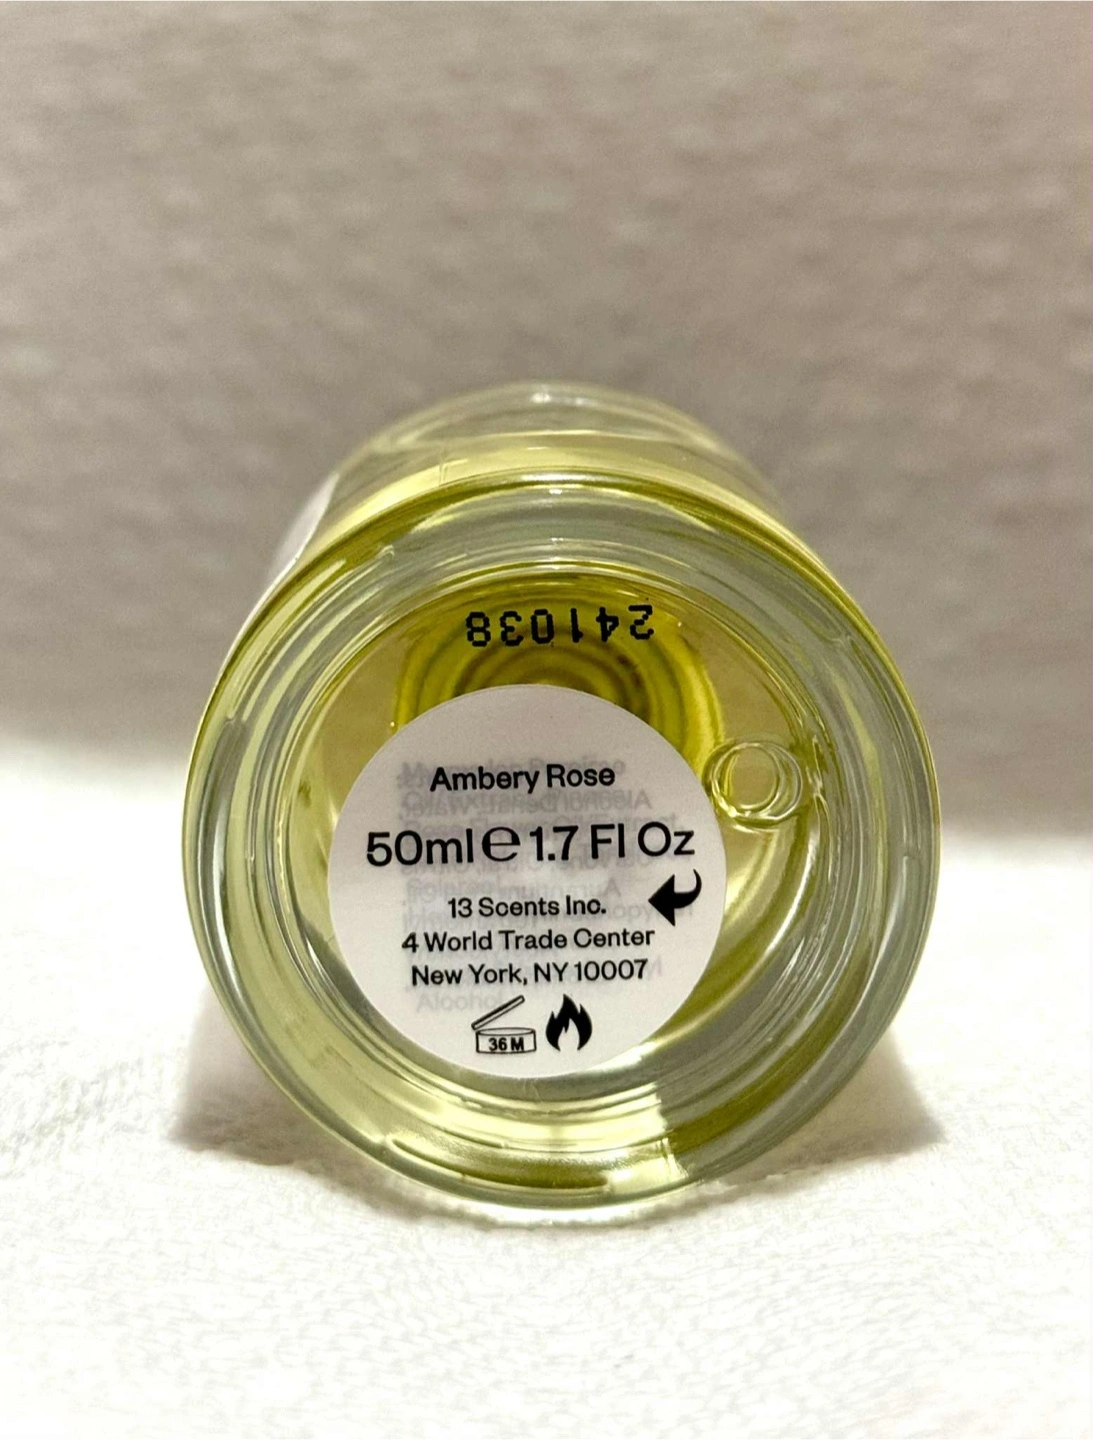 241038
Ambery Rose
50ml ℮ 1.7 Fl Oz
13 Scents Inc.
4 World Trade Center
New York, NY 10007
36 M